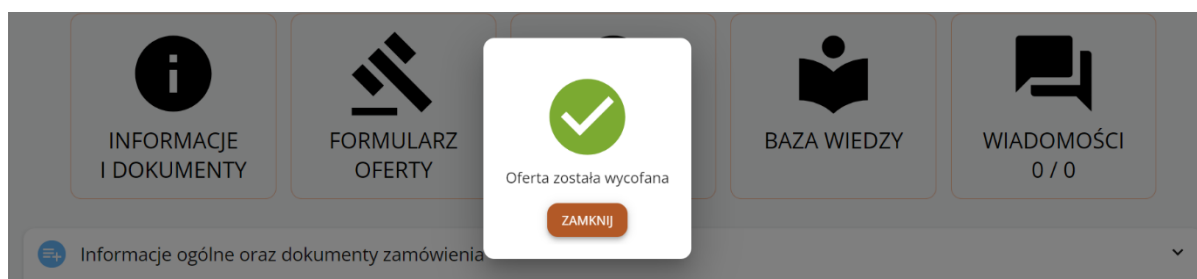 INFORMACJE
I DOKUMENTY
FORMULARZ
OFERTY
BAZA WIEDZY
WIADOMOŚCI
0 / 0
Oferta została wycofana
ZAMKNIJ
Informacje ogólne oraz dokumenty zamówienia